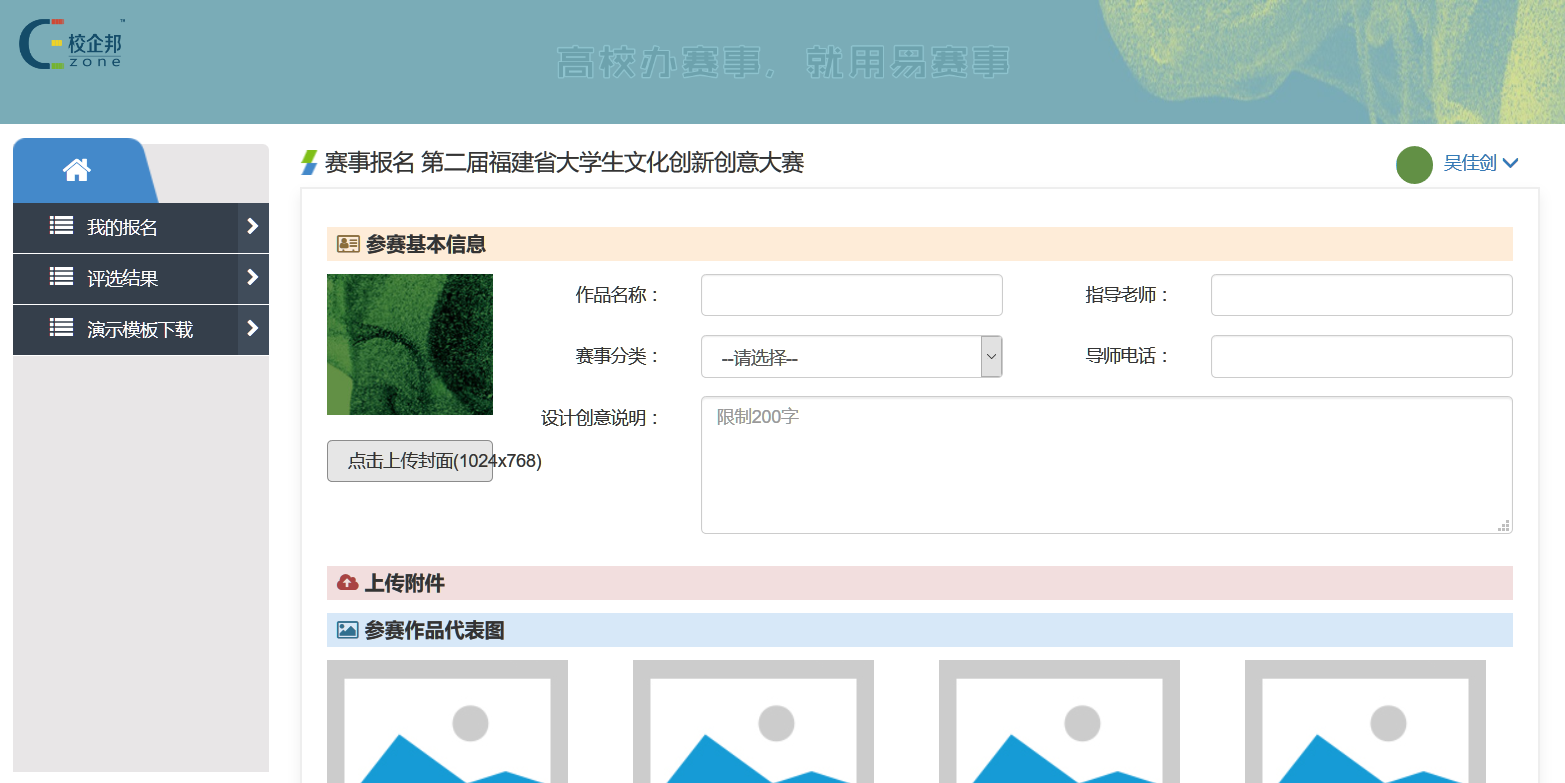 校企邦
zone
™
高校办赛事，就用易赛事
赛事报名 第二届福建省大学生文化创新创意大赛
吴佳剑
我的报名
评选结果
演示模板下载
参赛基本信息
作品名称：
指导老师：
赛事分类：
--请选择--
导师电话：
设计创意说明：
限制200字
点击上传封面(1024x768)
上传附件
参赛作品代表图